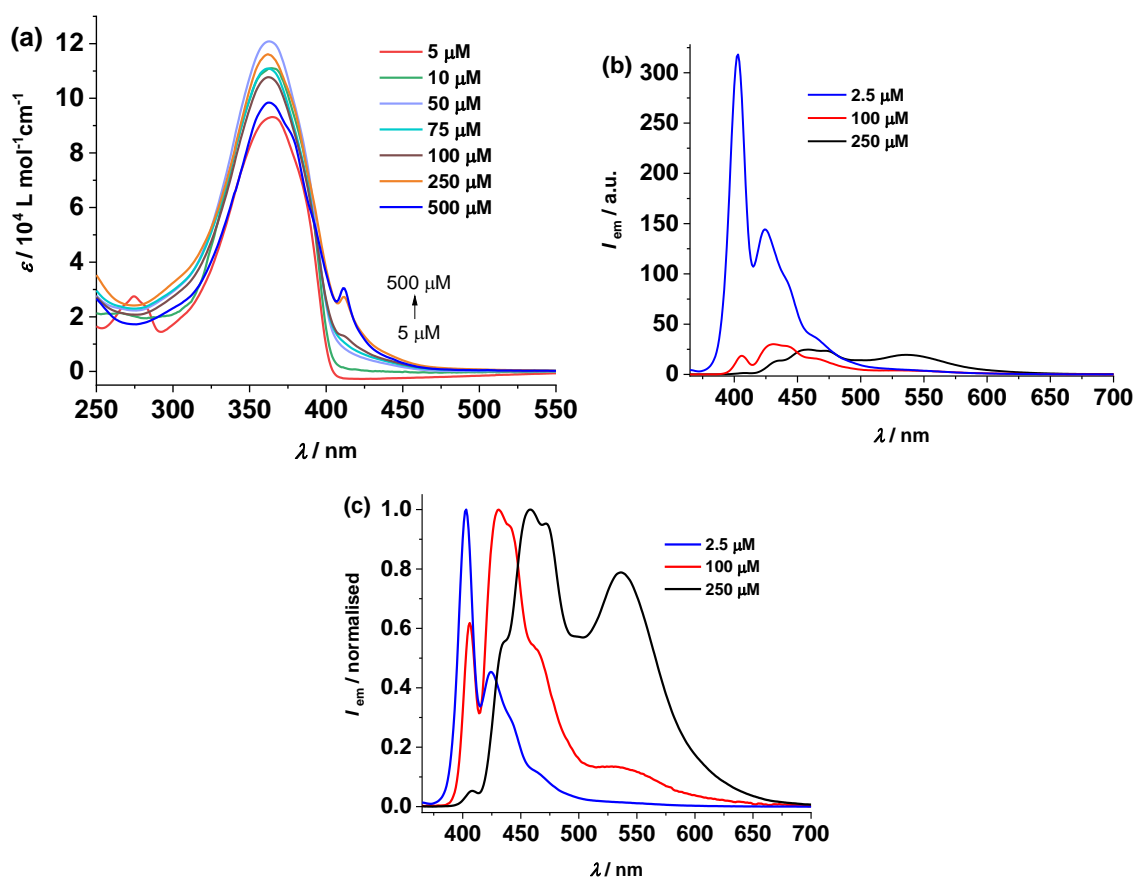 (a)
ε / 10⁴ L mol⁻¹cm⁻¹
12
10
8
6
4
2
0
5 μM
10 μM
50 μM
75 μM
100 μM
250 μM
500 μM
500 μM
5 μM
250 300 350 400 450 500 550
λ / nm
(b)
I em / a.u.
300
250
200
150
100
50
0
2.5 μM
100 μM
250 μM
400 450 500 550 600 650 700
λ / nm
(c)
I em / normalised
1.0
0.8
0.6
0.4
0.2
0.0
2.5 μM
100 μM
250 μM
400 450 500 550 600 650 700
λ / nm